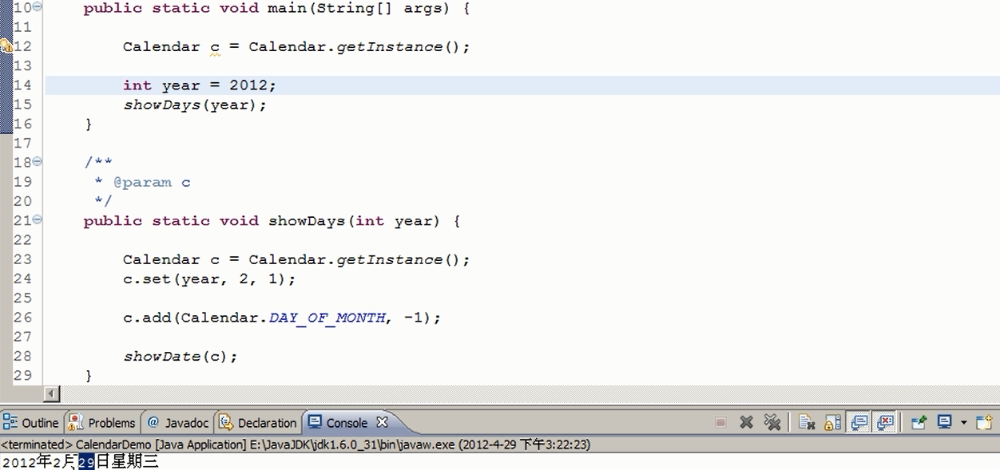 10 public static void main(String[] args) {
11
12 Calendar c = Calendar.getInstance();
13
14 int year = 2012;
15 showDays(year);
16 }
17
18 /**
19 * @param c
20 */
21 public static void showDays(int year) {
22
23 Calendar c = Calendar.getInstance();
24 c.set(year, 2, 1);
25
26 c.add(Calendar.DAY_OF_MONTH, -1);
27
28 showDate(c);
29 }
Outline Problems @ Javadoc Declaration Console
<terminated> CalendarDemo [Java Application] E:\JavaJDK\jdk1.6.0_31\bin\javaw.exe (2012-4-29 下午3:22:23)
2012年2月29日星期三